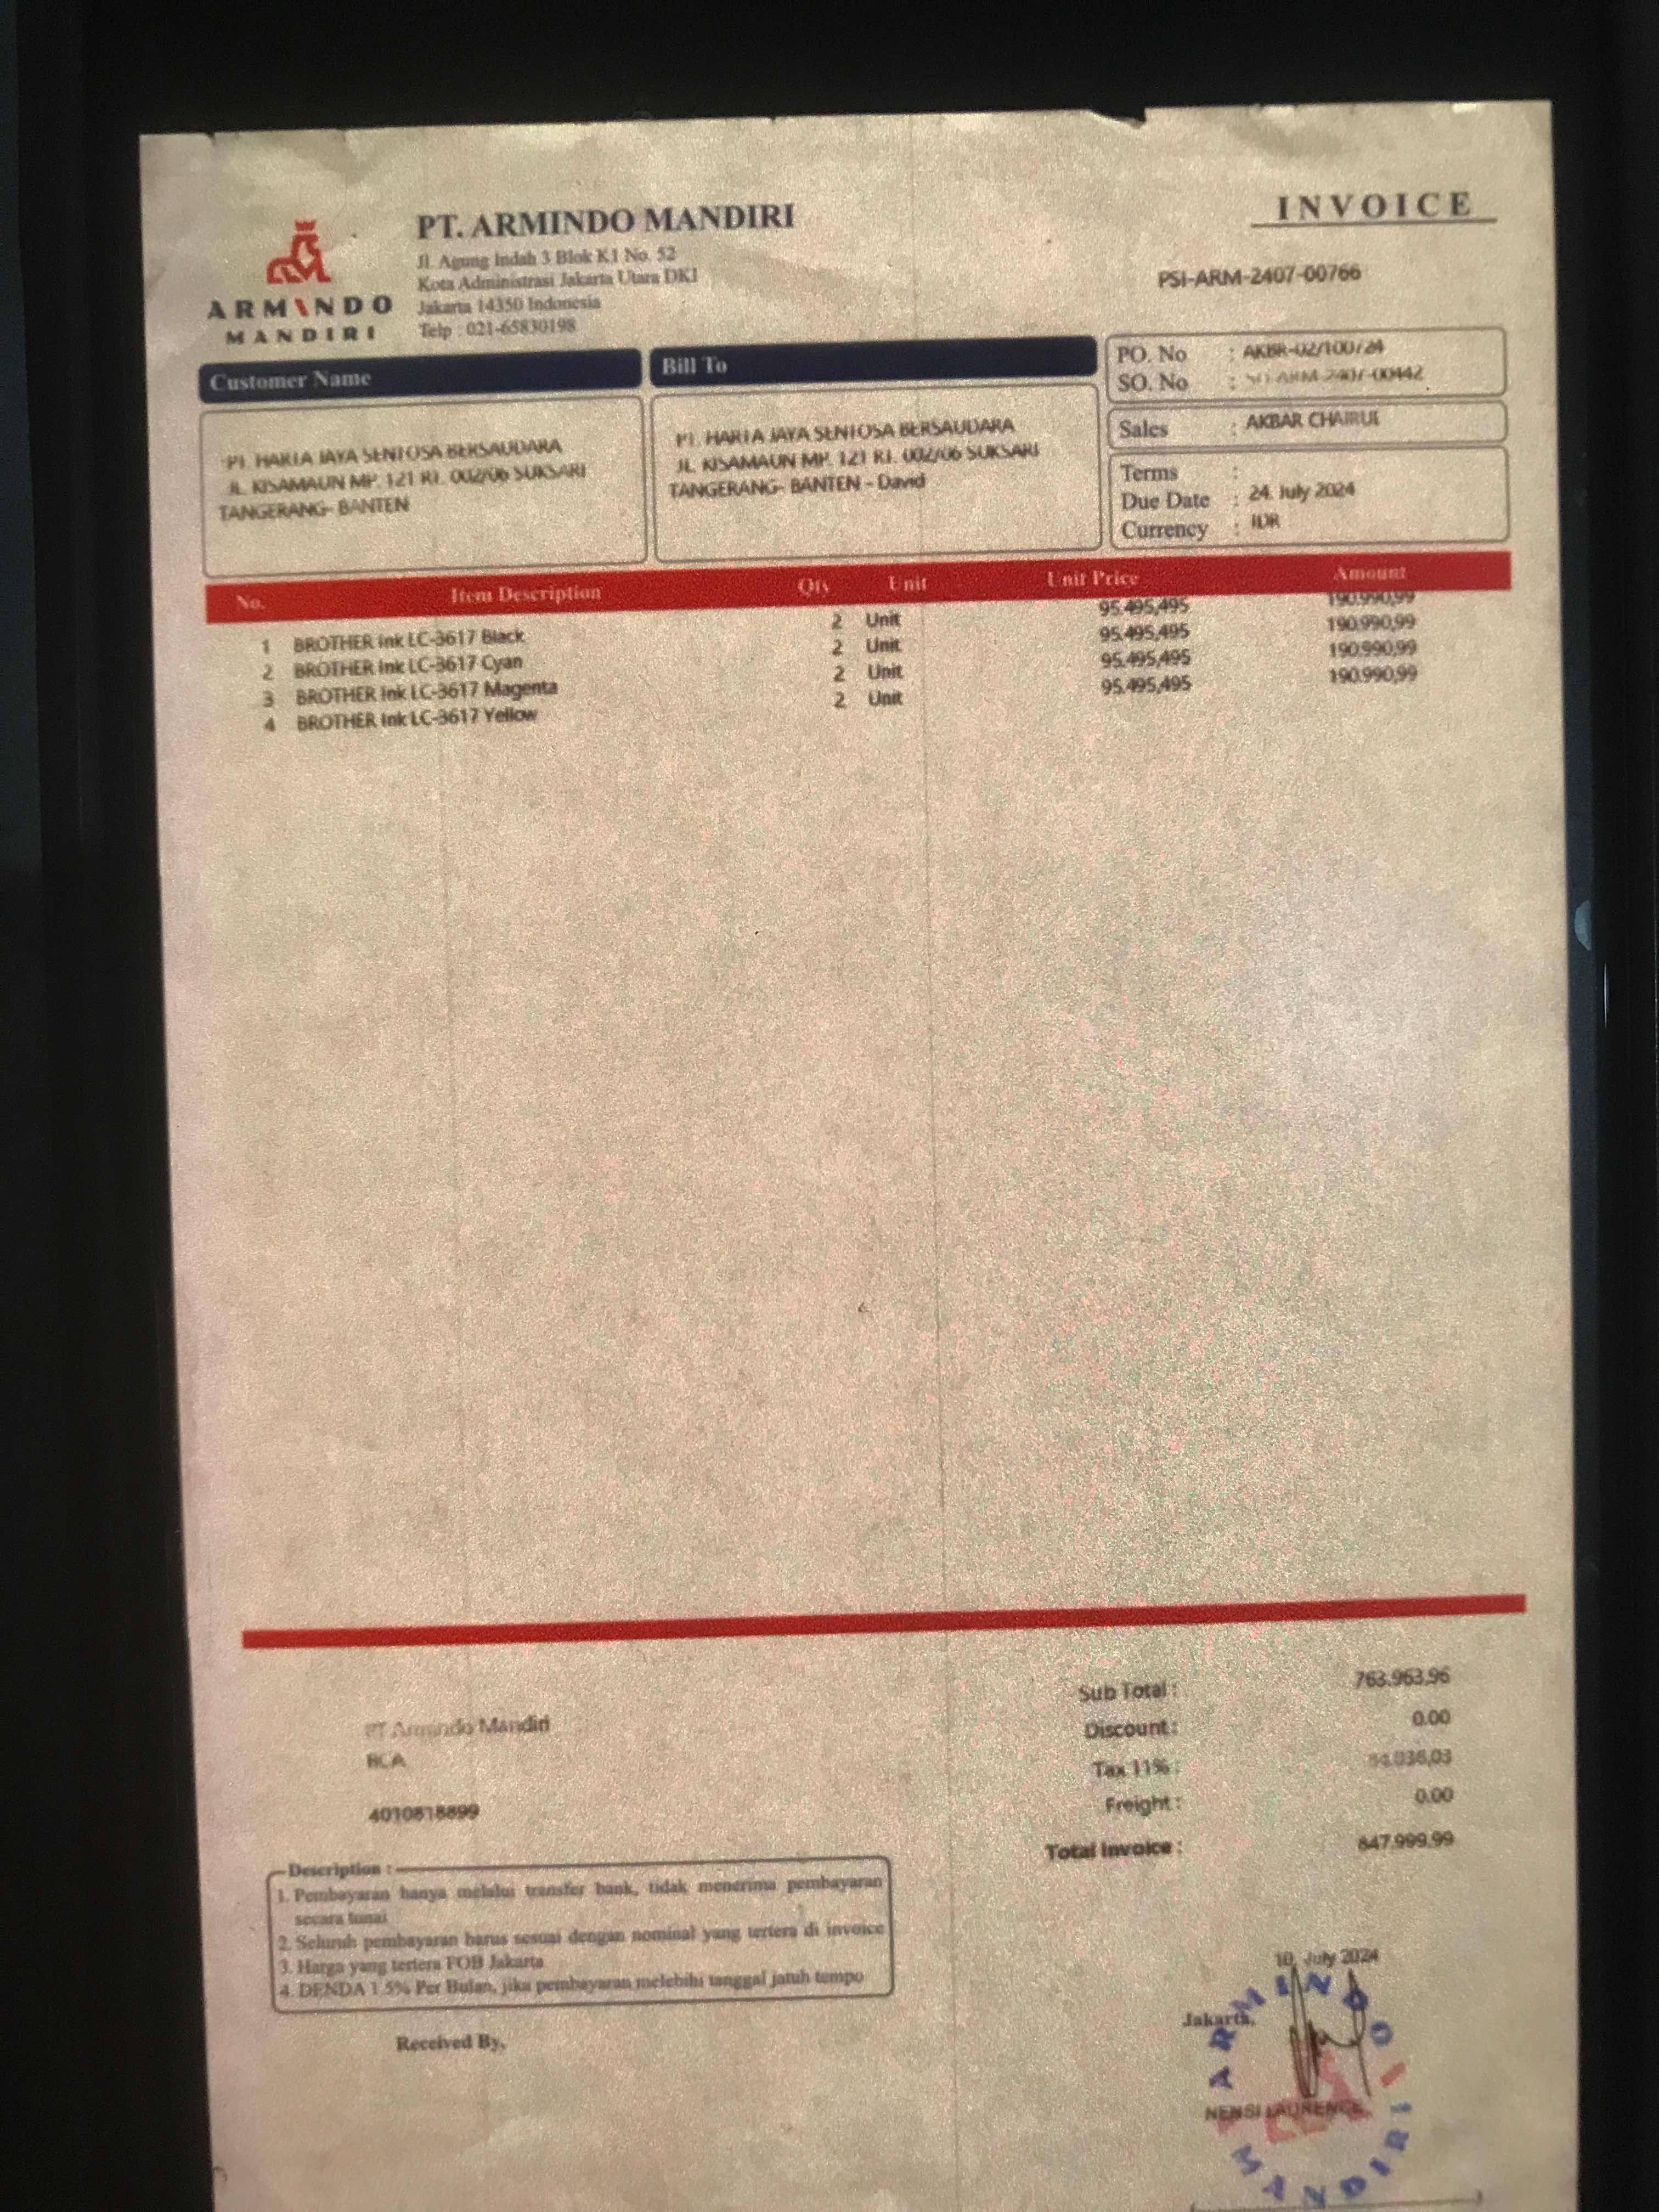 INVOICE
PT. ARMINDO MANDIRI
Jl. Agung Indah 3 Blok K1 No. 52
Kota Administrasi Jakarta Utara DKI
Jakarta 14350 Indonesia
Telp : 021-65830198
ARMINDO
MANDIRI
PSI-ARM-2407-00766
Customer Name
PT. HARTA JAYA SENTOSA BERSAUDARA
JL. KISAMAUN MP. 121 RT. 002/06 SUKSARI
TANGERANG- BANTEN
Bill To
PT. HARTA JAYA SENTOSA BERSAUDARA
JL. KISAMAUN MP. 121 RT. 002/06 SUKSARI
TANGERANG- BANTEN - David
PO. No : AKBR-02/100724
SO. No : SO-ARM-2407-00442
Sales : AKBAR CHAIRUL
Terms :
Due Date : 24. July 2024
Currency : IDR
No. Item Description Qty Unit Unit Price Amount
1 BROTHER Ink LC-3617 Black 2 Unit 95.495,495 190.990,99
2 BROTHER Ink LC-3617 Cyan 2 Unit 95.495,495 190.990,99
3 BROTHER Ink LC-3617 Magenta 2 Unit 95.495,495 190.990,99
4 BROTHER Ink LC-3617 Yellow 2 Unit 95.495,495 190.990,99
Sub Total : 763.963,96
Discount : 0.00
Tax 11% :
Freight : 0.00
Total Invoice : 847.999.99
PT Armindo Mandiri
BCA
4010818899
Description :
1. Pembayaran hanya melalui transfer bank, tidak menerima pembayaran
secara tunai
2. Seluruh pembayaran harus sesuai dengan nominal yang tertera di invoice
3. Harga yang tertera FOB Jakarta
4. DENDA 1.5% Per Bulan, jika pembayaran melebihi tanggal jatuh tempo
Received By,
10. July 2024
Jakarta,
ARMINDO
NENSI LAURENCE
MANDIRI